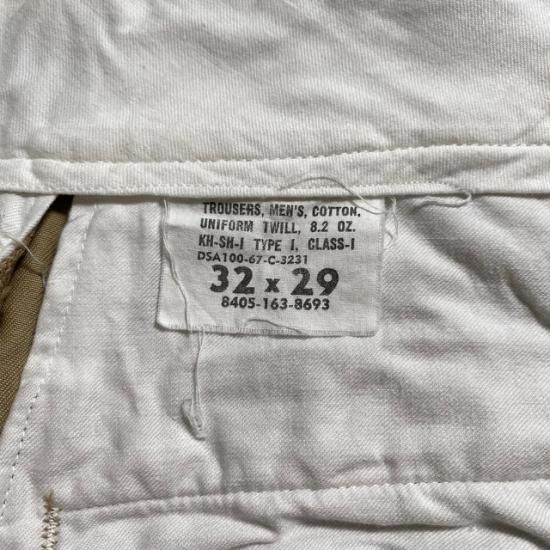 TROUSERS, MEN'S, COTTON,
UNIFORM TWILL, 8.2 OZ.
KH-SH-1 TYPE I, CLASS-1
DSA100-67-C-3231
32 x 29
8405-163-8693